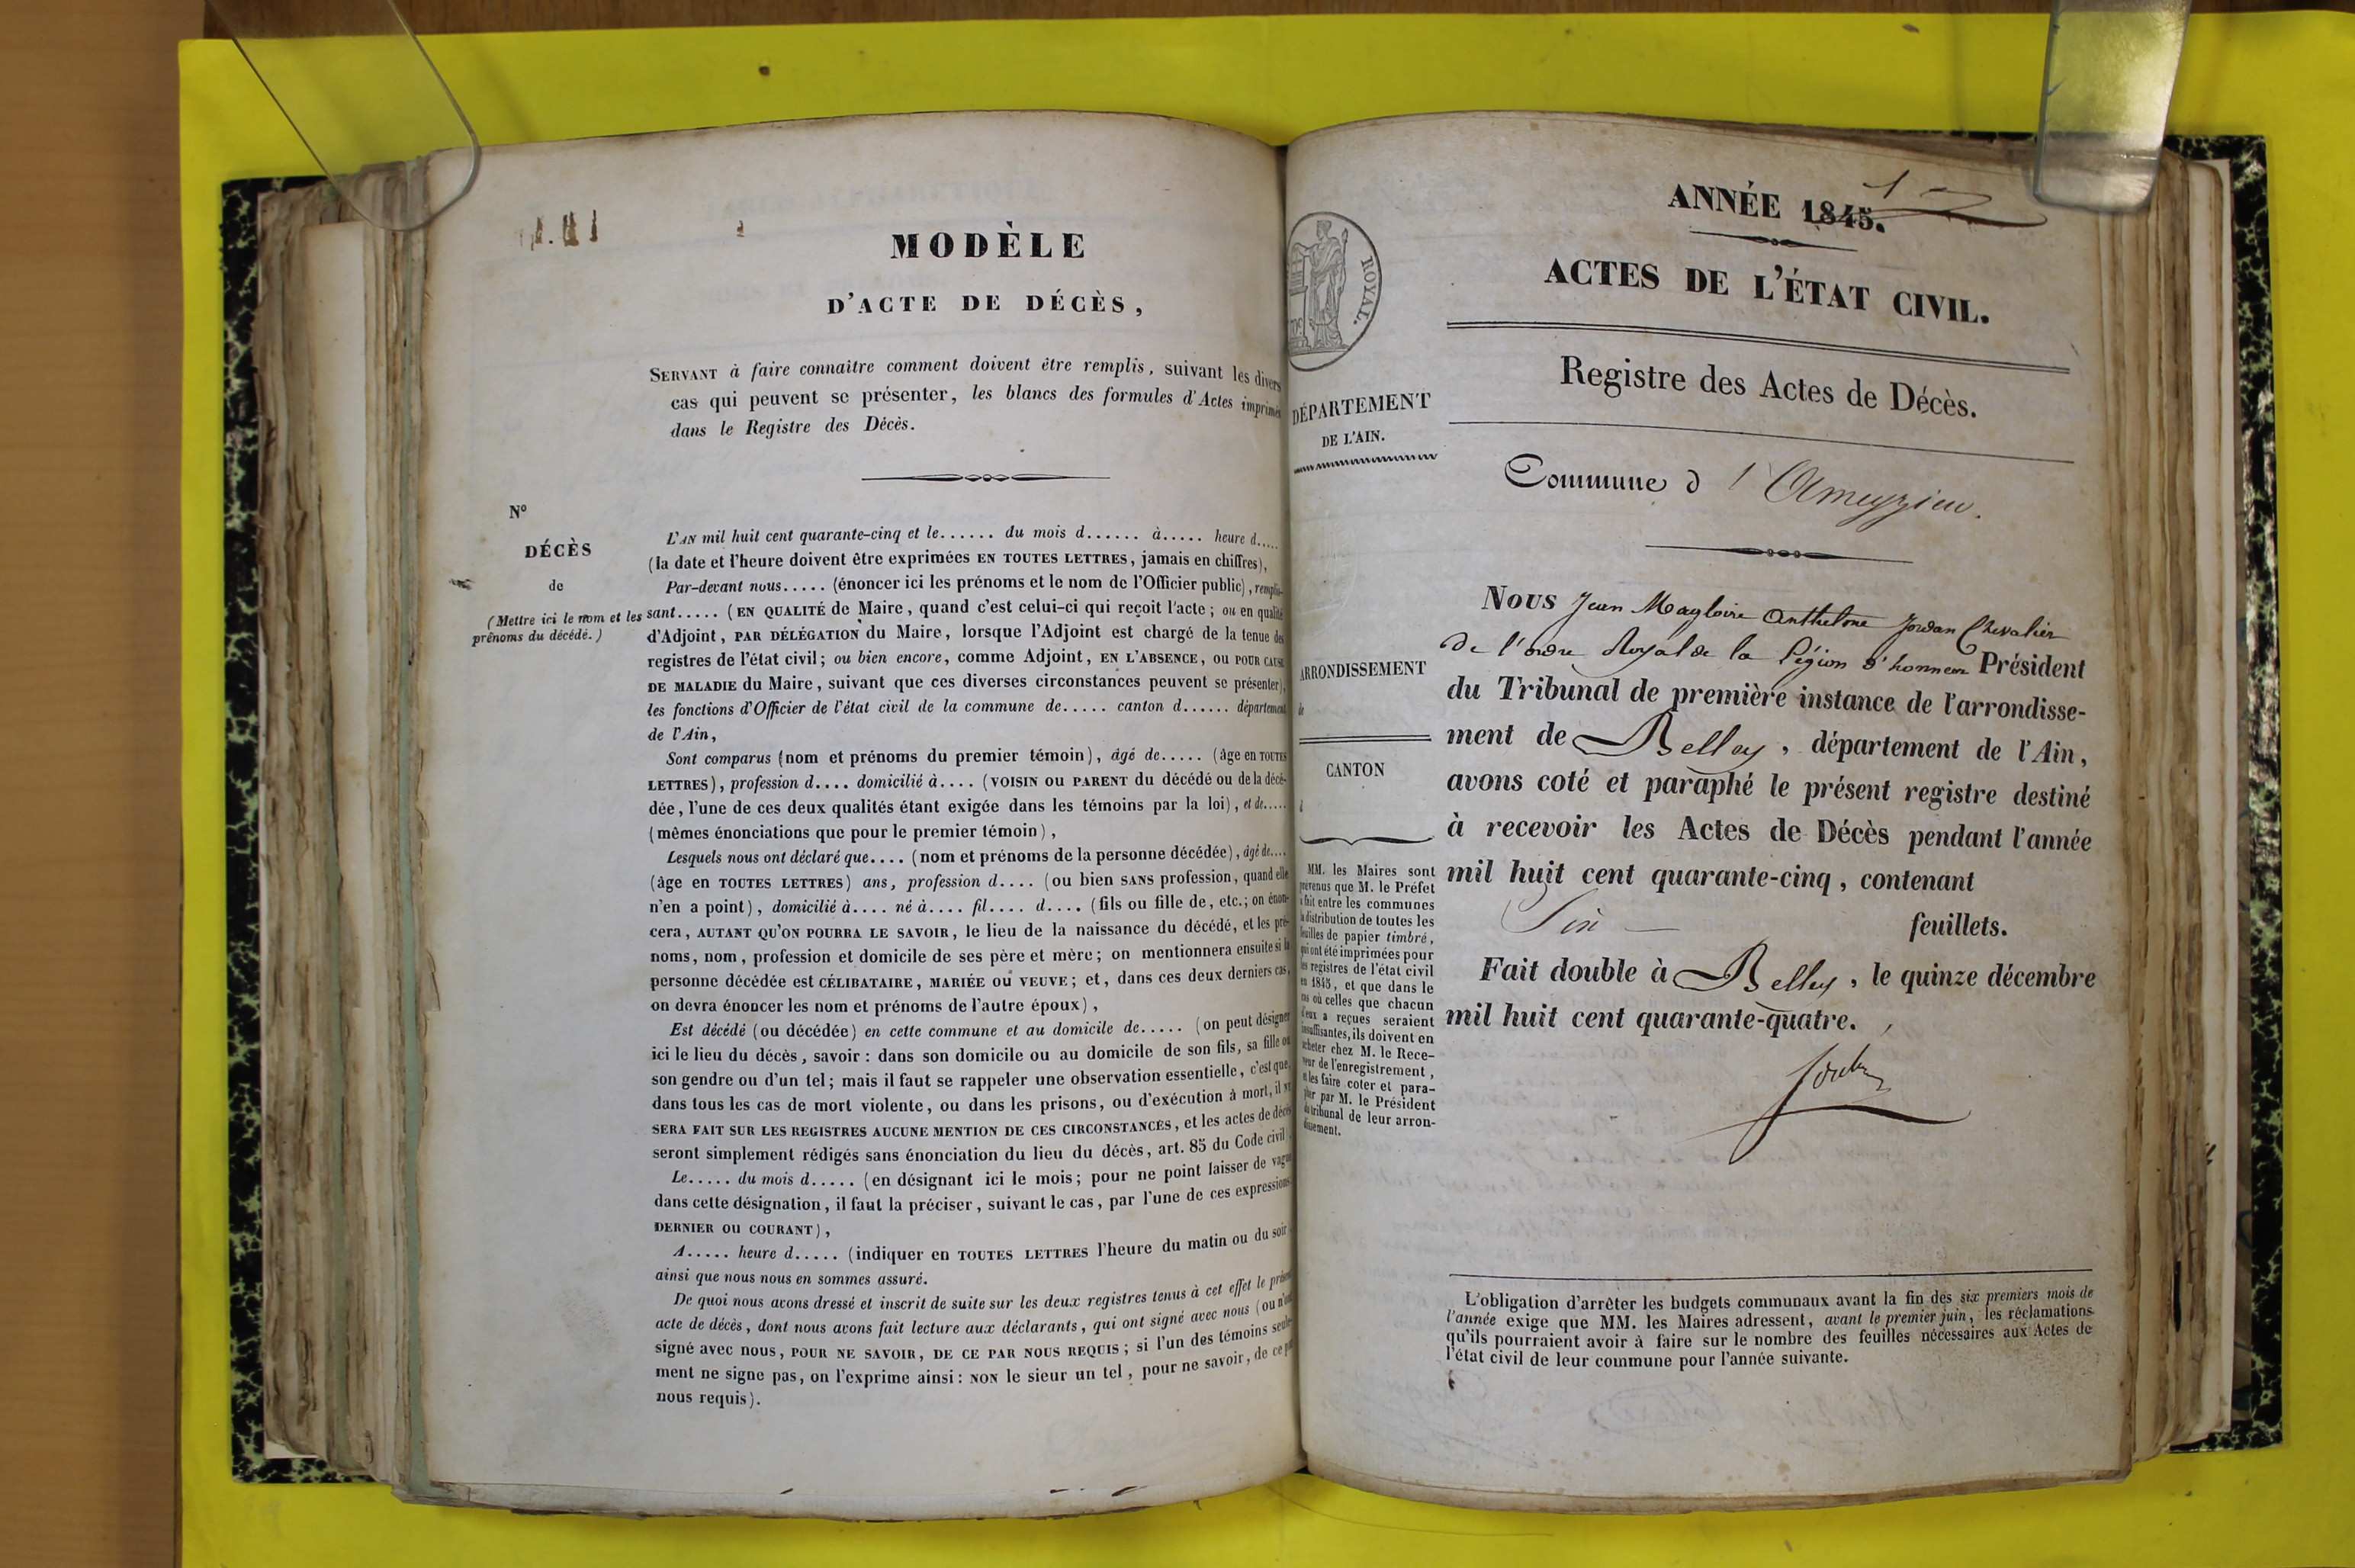 MODÈLE
D'ACTE DE DÉCÈS,
SERVANT à faire connaître comment doivent être remplis, suivant les divers
cas qui peuvent se présenter, les blancs des formules d'Actes imprimés
dans le Registre des Décès.
N°
DÉCÈS
de
(Mettre ici le nom et les
prénoms du décédé.)
L'AN mil huit cent quarante-cinq et le...... du mois d...... à..... heure d.....
(la date et l'heure doivent être exprimées EN TOUTES LETTRES, jamais en chiffres),
Par-devant nous..... (énoncer ici les prénoms et le nom de l'Officier public), remplis-
sant..... (EN QUALITÉ de Maire, quand c'est celui-ci qui reçoit l'acte; ou en qualité
d'Adjoint, PAR DÉLÉGATION du Maire, lorsque l'Adjoint est chargé de la tenue des
registres de l'état civil; ou bien encore, comme Adjoint, EN L'ABSENCE, OU POUR CAUSE
DE MALADIE du Maire, suivant que ces diverses circonstances peuvent se présenter),
les fonctions d'Officier de l'état civil de la commune de..... canton d...... département
de l'Ain,
Sont comparus (nom et prénoms du premier témoin), âgé de..... (âge en TOUTES
LETTRES), profession d.... domicilié à.... (VOISIN OU PARENT du décédé ou de la décé-
dée, l'une de ces deux qualités étant exigée dans les témoins par la loi), et de.....
(mêmes énonciations que pour le premier témoin),
Lesquels nous ont déclaré que.... (nom et prénoms de la personne décédée), âgé de....
(âge en TOUTES LETTRES) ans, profession d.... (ou bien SANS profession, quand elle
n'en a point), domicilié à.... né à.... fil.... d.... (fils ou fille de, etc.; on énon-
cera, AUTANT QU'ON POURRA LE SAVOIR, le lieu de la naissance du décédé, et les pré-
noms, nom, profession et domicile de ses père et mère; on mentionnera ensuite si la
personne décédée est CÉLIBATAIRE, MARIÉE OU VEUVE; et, dans ces deux derniers cas,
on devra énoncer les nom et prénoms de l'autre époux),
Est décédé (ou décédée) en cette commune et au domicile de..... (on peut désigner
ici le lieu du décès, savoir: dans son domicile ou au domicile de son fils, sa fille ou
son gendre ou d'un tel; mais il faut se rappeler une observation essentielle, c'est que,
dans tous les cas de mort violente, ou dans les prisons, ou d'exécution à mort, il NE
SERA FAIT SUR LES REGISTRES AUCUNE MENTION DE CES CIRCONSTANCES, et les actes de décès
seront simplement rédigés sans énonciation du lieu du décès, art. 85 du Code civil).
Le..... du mois d..... (en désignant ici le mois; pour ne point laisser de vague
dans cette désignation, il faut la préciser, suivant le cas, par l'une de ces expressions
DERNIER OU COURANT),
A..... heure d..... (indiquer en TOUTES LETTRES l'heure du matin ou du soir
ainsi que nous nous en sommes assuré.
De quoi nous avons dressé et inscrit de suite sur les deux registres tenus à cet effet le présent
acte de décès, dont nous avons fait lecture aux déclarants, qui ont signé avec nous (ou n'ont
signé avec nous, POUR NE SAVOIR, DE CE PAR NOUS REQUIS; si l'un des témoins seule-
ment ne signe pas, on l'exprime ainsi: NON le sieur un tel, pour ne savoir, de ce par
nous requis).
ROYAL.
DÉPARTEMENT
DE L'AIN.
ARRONDISSEMENT
de
CANTON
d
MM. les Maires sont
prévenus que M. le Préfet
a fait entre les communes
la distribution de toutes les
feuilles de papier timbré,
qui ont été imprimées pour
les registres de l'état civil
en 1845, et que dans le
cas où celles que chacun
d'eux a reçues seraient
insuffisantes, ils doivent en
acheter chez M. le Rece-
veur de l'enregistrement,
et les faire coter et para-
pher par M. le Président
du tribunal de leur arron-
dissement.
ANNÉE 1845.
ACTES DE L'ÉTAT CIVIL.
Registre des Actes de Décès.
Commune d'Ameyzieu.
NOUS Jean Magloire Anthelme Jordan Chevalier
de l'ordre Royal de la Légion d'honneur Président
du Tribunal de première instance de l'arrondisse-
ment de Belley, département de l'Ain,
avons coté et paraphé le présent registre destiné
à recevoir les Actes de Décès pendant l'année
mil huit cent quarante-cinq, contenant
Six feuillets.
Fait double à Belley, le quinze décembre
mil huit cent quarante-quatre.
L'obligation d'arrêter les budgets communaux avant la fin des six premiers mois de
l'année exige que MM. les Maires adressent, avant le premier juin, les réclamations
qu'ils pourraient avoir à faire sur le nombre des feuilles nécessaires aux Actes de
l'état civil de leur commune pour l'année suivante.